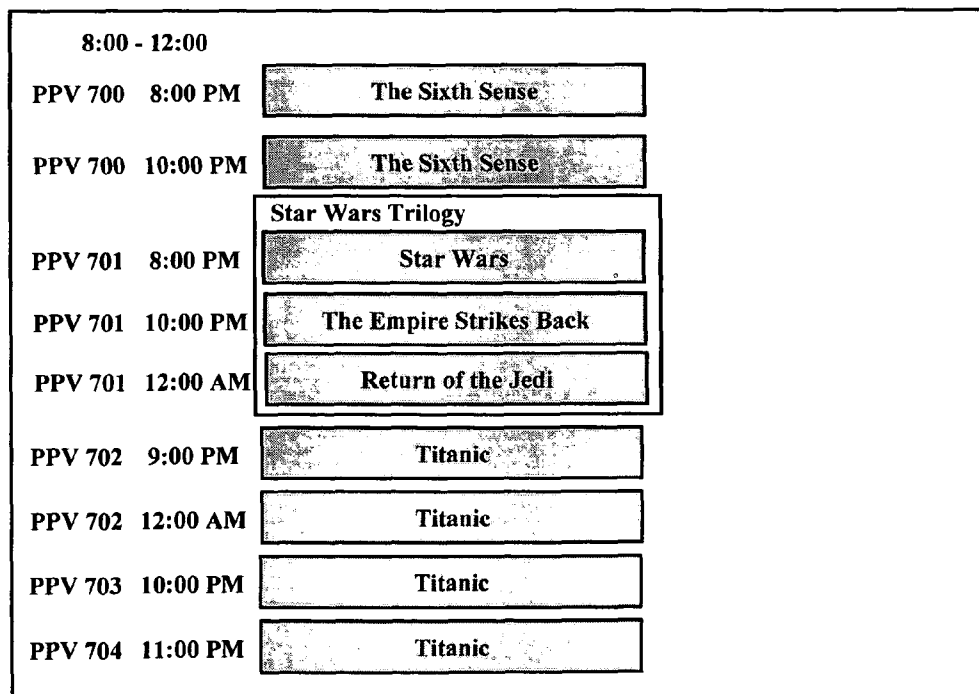 8:00 - 12:00
PPV 700 8:00 PM The Sixth Sense
PPV 700 10:00 PM The Sixth Sense
Star Wars Trilogy
PPV 701 8:00 PM Star Wars
PPV 701 10:00 PM The Empire Strikes Back
PPV 701 12:00 AM Return of the Jedi
PPV 702 9:00 PM Titanic
PPV 702 12:00 AM Titanic
PPV 703 10:00 PM Titanic
PPV 704 11:00 PM Titanic